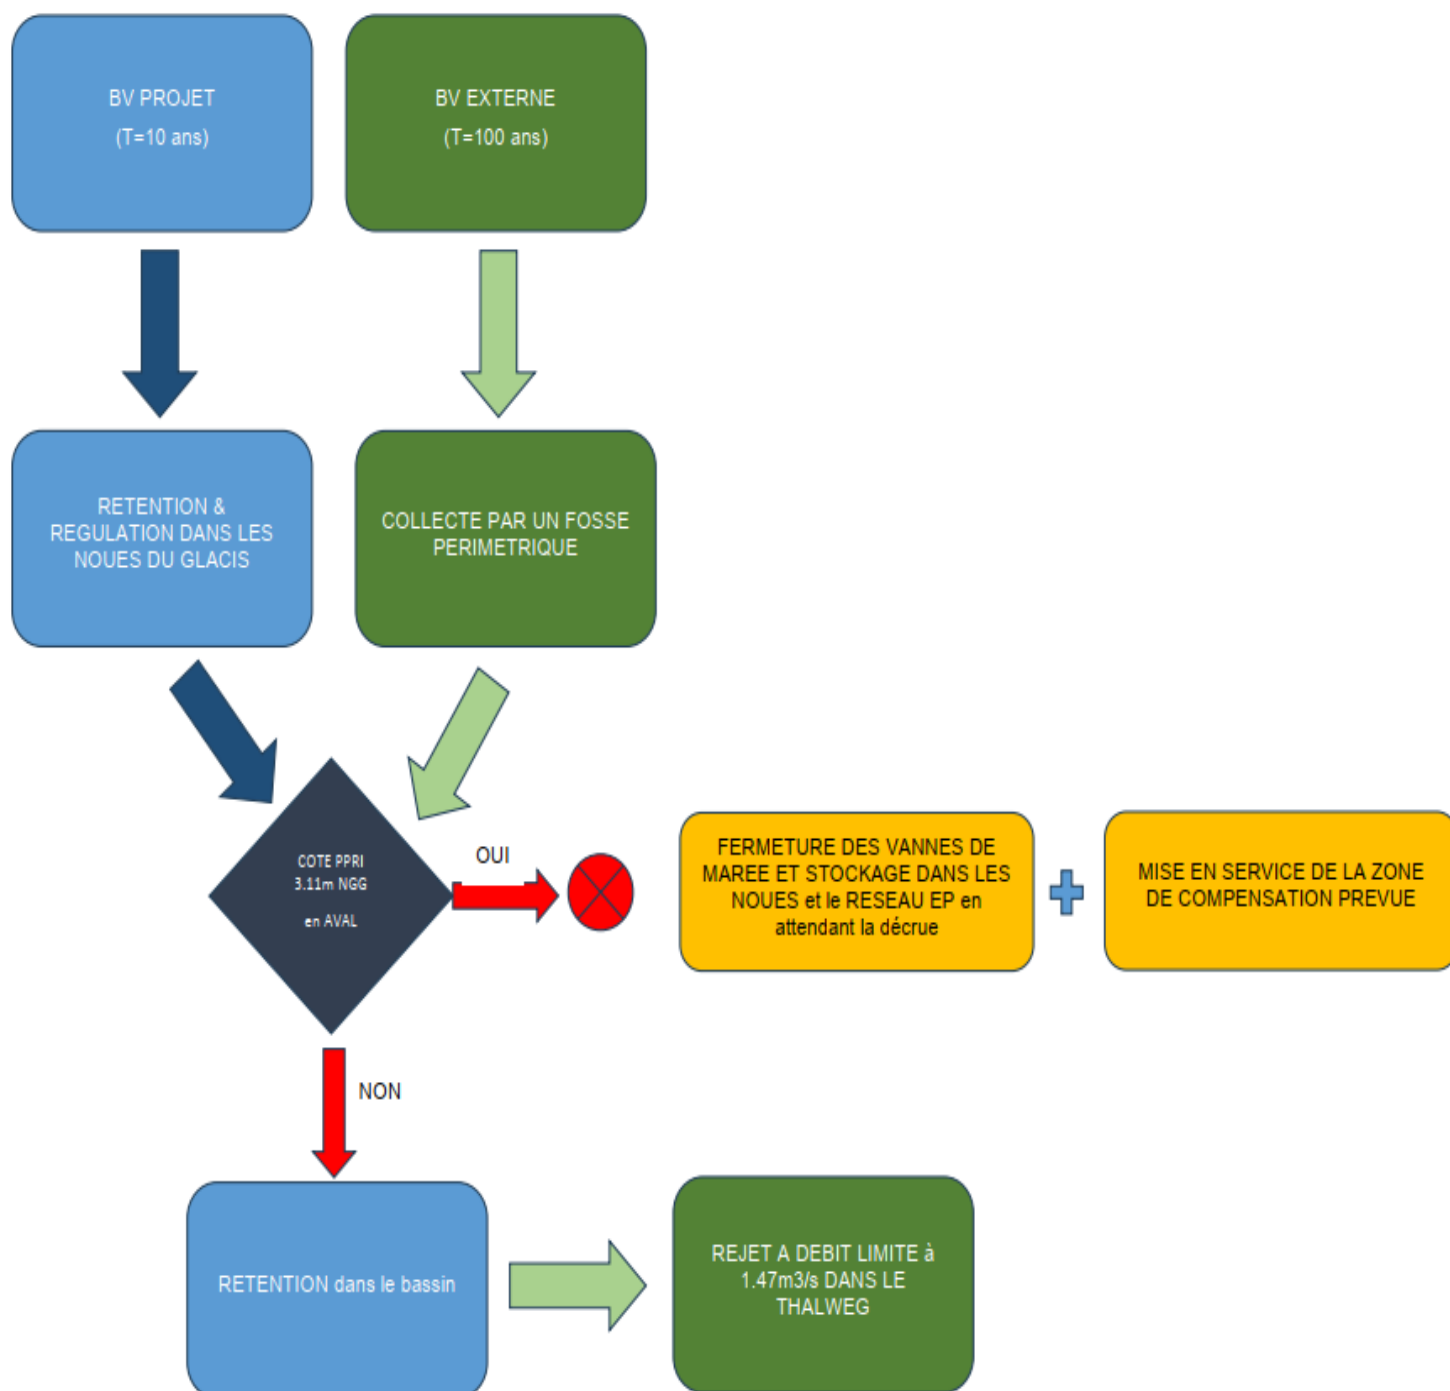 BV PROJET
(T=10 ans)
BV EXTERNE
(T=100 ans)
RETENTION &
REGULATION DANS LES
NOUES DU GLACIS
COLLECTE PAR UN FOSSE
PERIMETRIQUE
COTE PPRI
3.11m NGG
en AVAL
OUI
FERMETURE DES VANNES DE
MAREE ET STOCKAGE DANS LES
NOUES et le RESEAU EP en
attendant la décrue
MISE EN SERVICE DE LA ZONE
DE COMPENSATION PREVUE
NON
RETENTION dans le bassin
REJET A DEBIT LIMITE à
1.47m3/s DANS LE
THALWEG